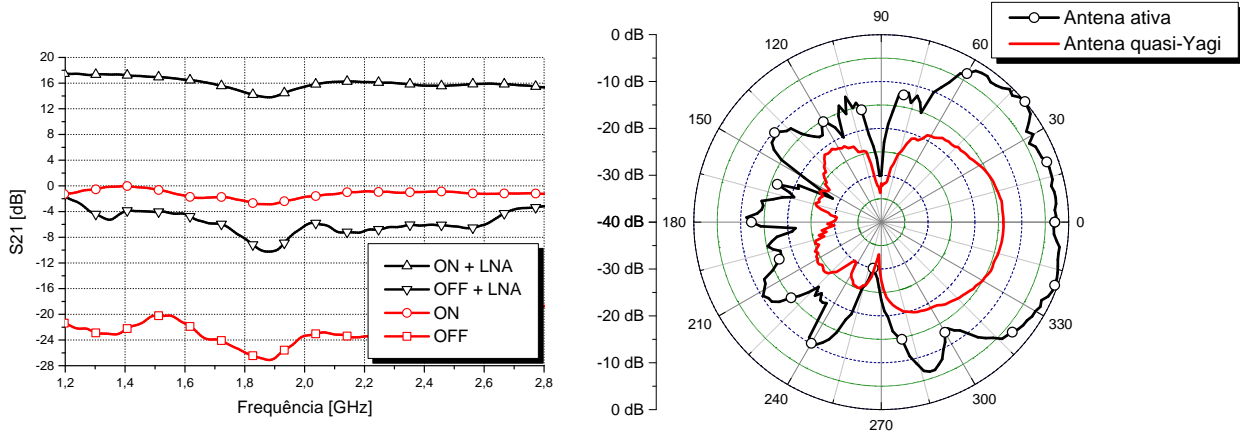 20
16
12
8
4
0
-4
-8
-12
-16
-20
-24
-28
S21 [dB]
1,2
1,4
1,6
1,8
2,0
2,2
2,4
2,6
2,8
Frequência [GHz]
ON + LNA
OFF + LNA
ON
OFF
0 dB
-10 dB
-20 dB
-30 dB
-40 dB
-30 dB
-20 dB
-10 dB
0 dB
Antena ativa
Antena quasi-Yagi
90
60
30
0
330
300
270
240
210
180
150
120